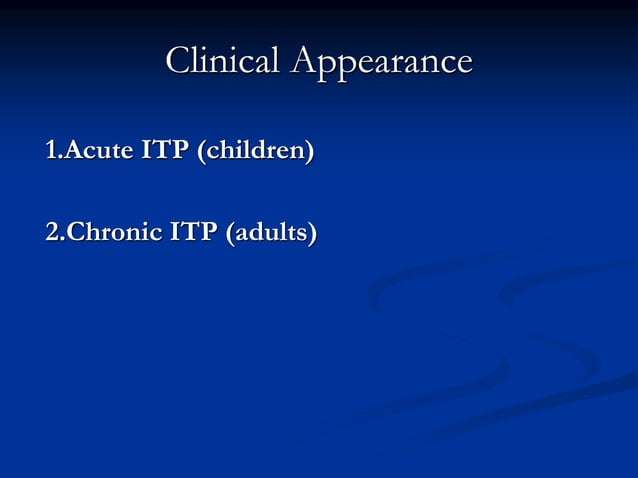 Clinical Appearance
1.Acute ITP (children)
2.Chronic ITP (adults)